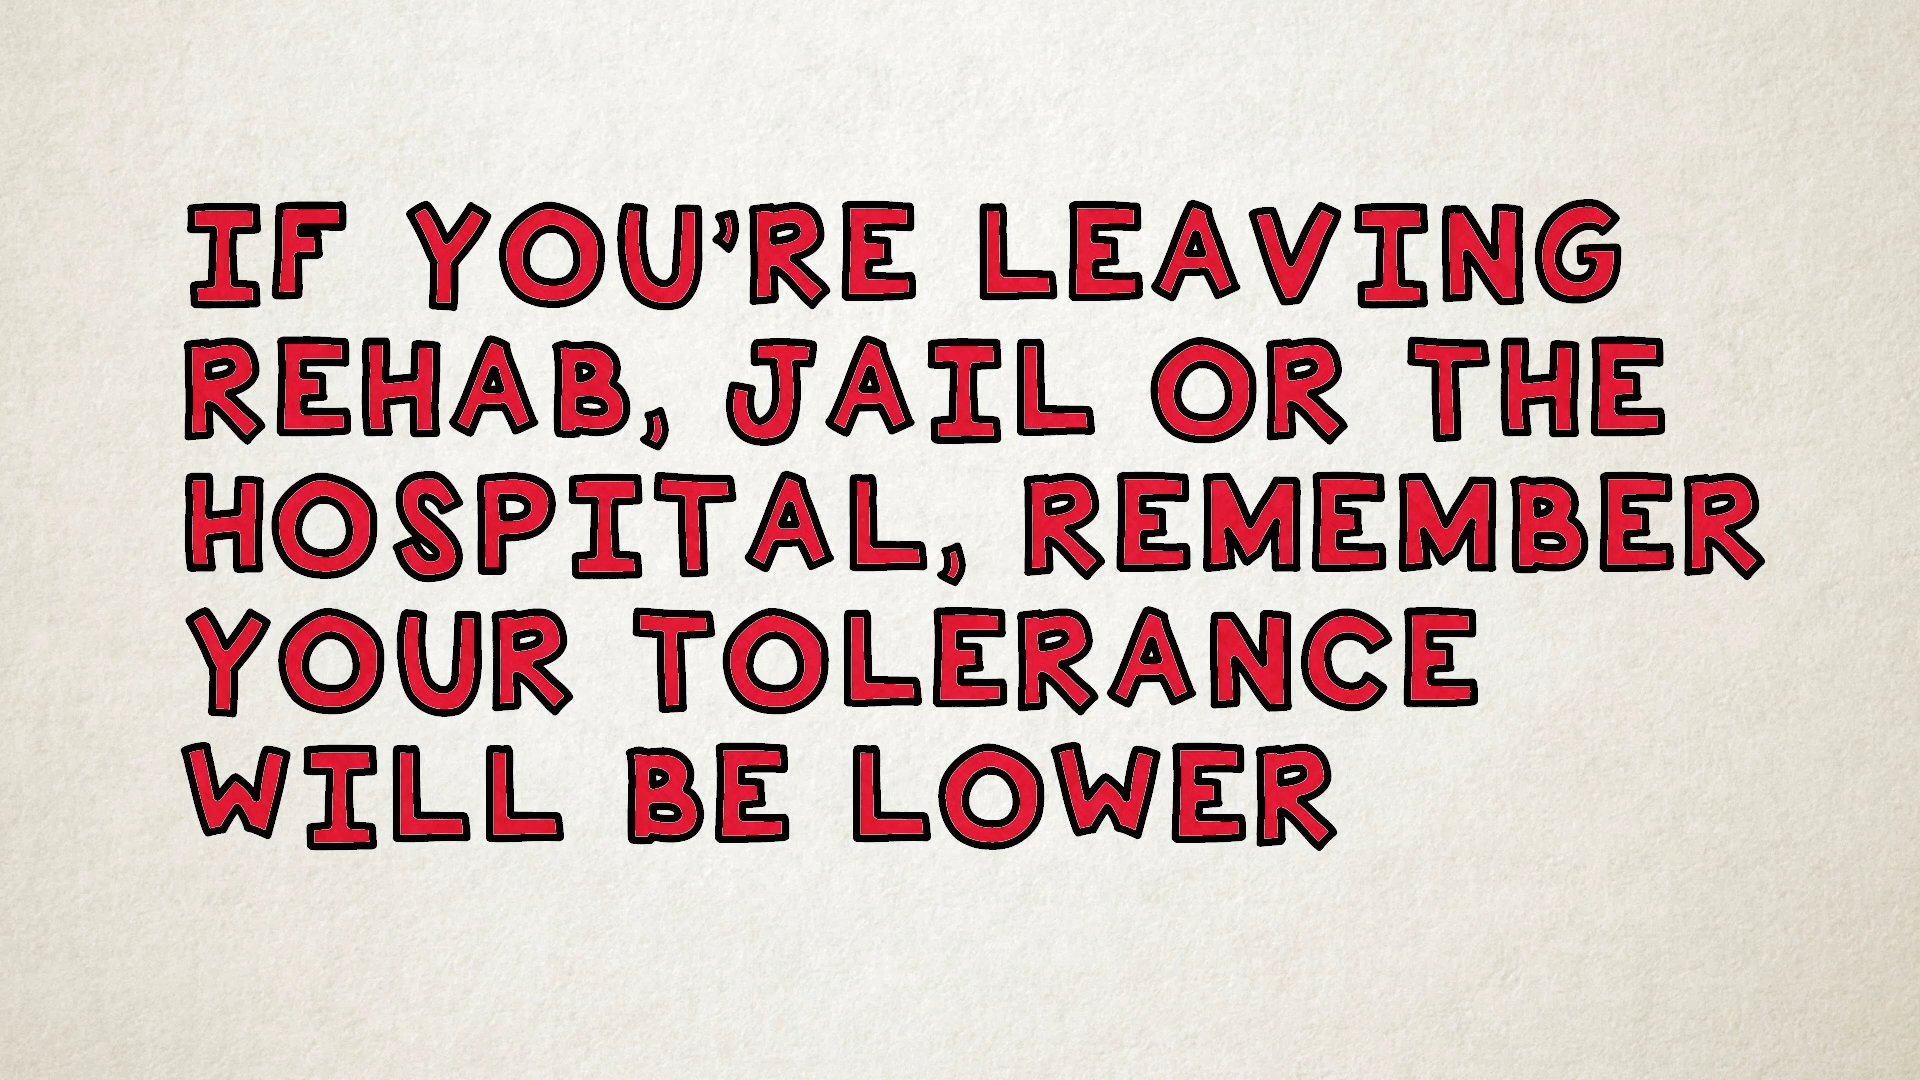 IF YOU'RE LEAVING
REHAB, JAIL OR THE
HOSPITAL, REMEMBER
YOUR TOLERANCE
WILL BE LOWER